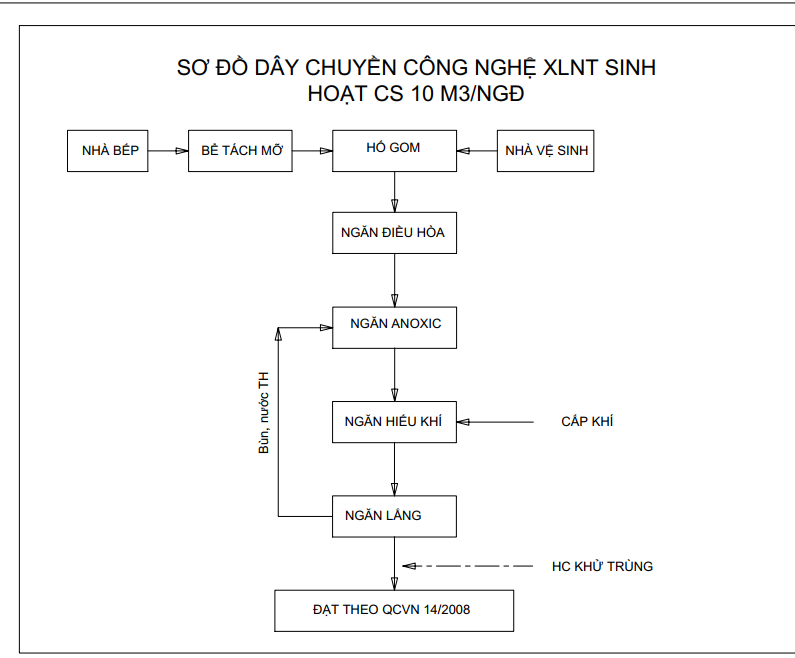 SƠ ĐỒ DÂY CHUYỀN CÔNG NGHỆ XLNT SINH
HOẠT CS 10 M3/NGĐ
NHÀ BẾP
BỂ TÁCH MỠ
HỐ GOM
NHÀ VỆ SINH
NGĂN ĐIỀU HÒA
NGĂN ANOXIC
Bùn, nước TH
NGĂN HIẾU KHÍ
CẤP KHÍ
NGĂN LẮNG
HC KHỬ TRÙNG
ĐẠT THEO QCVN 14/2008